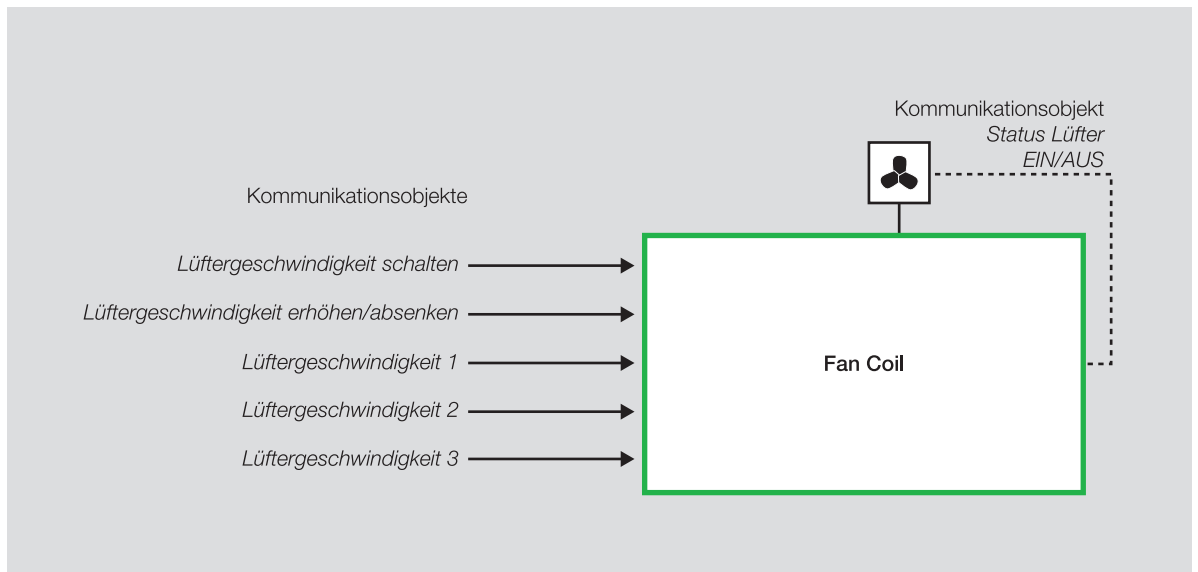 Kommunikationsobjekt
Status Lüfter
EIN/AUS
Kommunikationsobjekte
Lüftergeschwindigkeit schalten
Lüftergeschwindigkeit erhöhen/absenken
Lüftergeschwindigkeit 1
Fan Coil
Lüftergeschwindigkeit 2
Lüftergeschwindigkeit 3